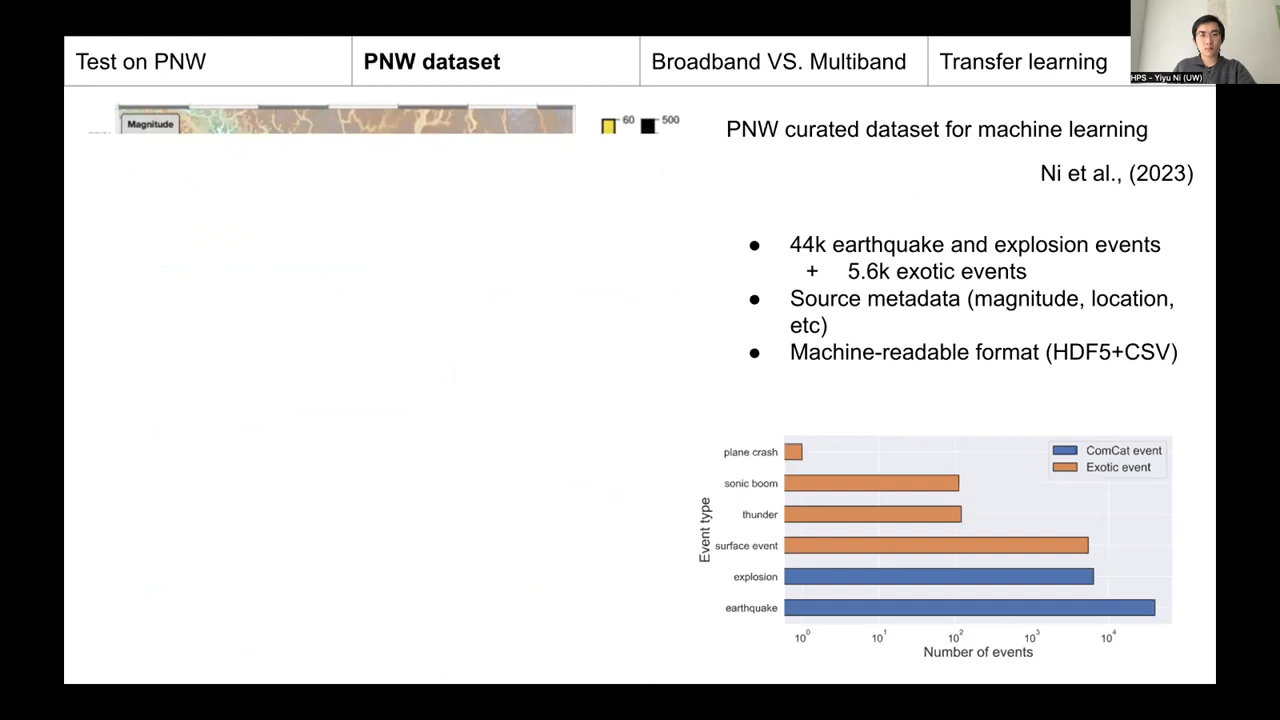 Test on PNW
PNW dataset
Broadband VS. Multiband
Transfer learning
HPS - Yiyu Ni (UW)
Magnitude
60
500
PNW curated dataset for machine learning
Ni et al., (2023)
● 44k earthquake and explosion events
+ 5.6k exotic events
● Source metadata (magnitude, location,
etc)
● Machine-readable format (HDF5+CSV)
ComCat event
Exotic event
plane crash
sonic boom
thunder
surface event
explosion
earthquake
Event type
10⁰ 10¹ 10² 10³ 10⁴
Number of events